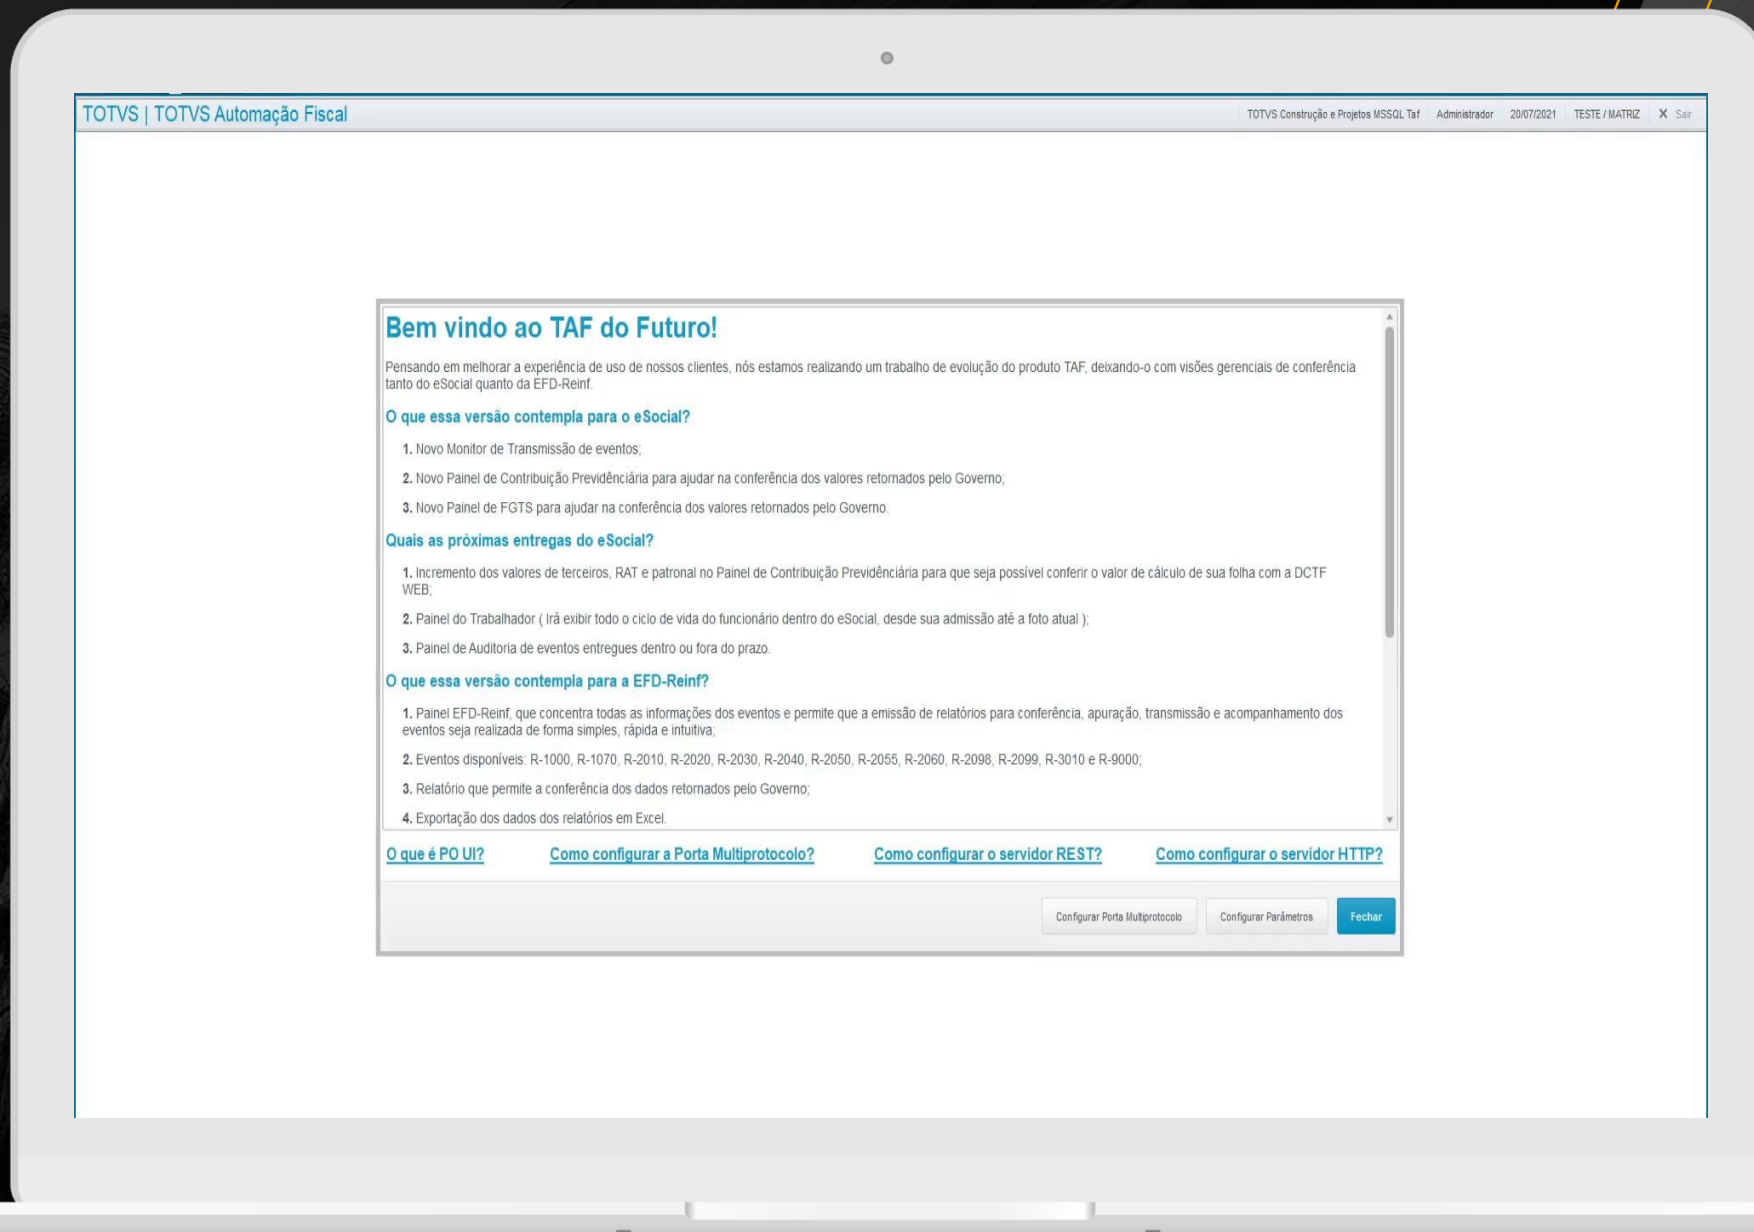 TOTVS | TOTVS Automação Fiscal
TOTVS Construção e Projetos MSSQL Taf Administrador 20/07/2021 TESTE / MATRIZ X Sair
Bem vindo ao TAF do Futuro!
Pensando em melhorar a experiência de uso de nossos clientes, nós estamos realizando um trabalho de evolução do produto TAF, deixando-o com visões gerenciais de conferência
tanto do eSocial quanto da EFD-Reinf.
O que essa versão contempla para o eSocial?
1. Novo Monitor de Transmissão de eventos;
2. Novo Painel de Contribuição Previdênciária para ajudar na conferência dos valores retornados pelo Governo;
3. Novo Painel de FGTS para ajudar na conferência dos valores retornados pelo Governo.
Quais as próximas entregas do eSocial?
1. Incremento dos valores de terceiros, RAT e patronal no Painel de Contribuição Previdênciária para que seja possível conferir o valor de cálculo de sua folha com a DCTF
WEB;
2. Painel do Trabalhador ( Irá exibir todo o ciclo de vida do funcionário dentro do eSocial, desde sua admissão até a foto atual );
3. Painel de Auditoria de eventos entregues dentro ou fora do prazo.
O que essa versão contempla para a EFD-Reinf?
1. Painel EFD-Reinf, que concentra todas as informações dos eventos e permite que a emissão de relatórios para conferência, apuração, transmissão e acompanhamento dos
eventos seja realizada de forma simples, rápida e intuitiva;
2. Eventos disponíveis: R-1000, R-1070, R-2010, R-2020, R-2030, R-2040, R-2050, R-2055, R-2060, R-2098, R-2099, R-3010 e R-9000;
3. Relatório que permite a conferência dos dados retornados pelo Governo;
4. Exportação dos dados dos relatórios em Excel.
O que é PO UI? Como configurar a Porta Multiprotocolo? Como configurar o servidor REST? Como configurar o servidor HTTP?
Configurar Porta Multiprotocolo Configurar Parâmetros Fechar